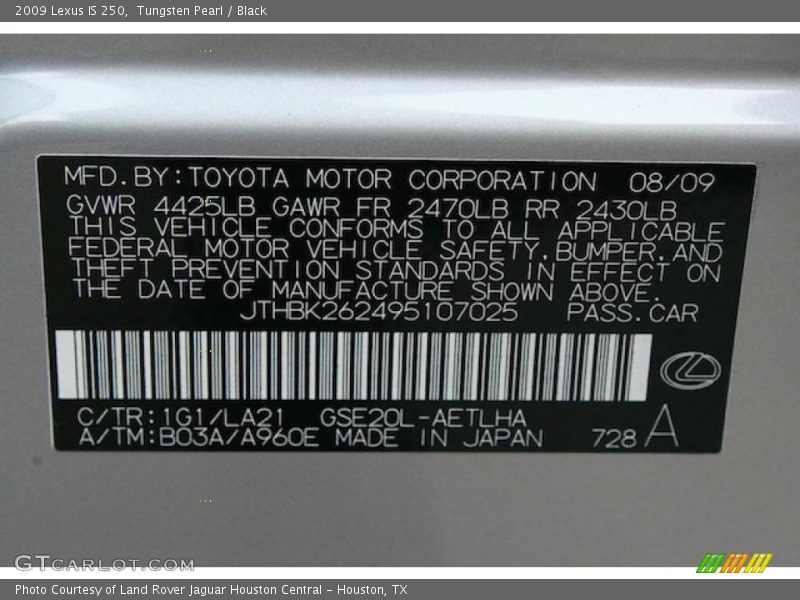 2009 Lexus IS 250,  Tungsten Pearl / Black
MFD.BY:TOYOTA MOTOR CORPORATION 08/09
GVWR 4425LB GAWR FR 2470LB RR 2430LB
THIS VEHICLE CONFORMS TO ALL APPLICABLE
FEDERAL MOTOR VEHICLE SAFETY,BUMPER,AND
THEFT PREVENTION STANDARDS IN EFFECT ON
THE DATE OF MANUFACTURE SHOWN ABOVE.
JTHBK262495107025 PASS.CAR
C/TR:1G1/LA21 GSE20L-AETLHA
A/TM:B03A/A960E MADE IN JAPAN 728 A
GTCARLOT.COM
Photo Courtesy of Land Rover Jaguar Houston Central - Houston, TX